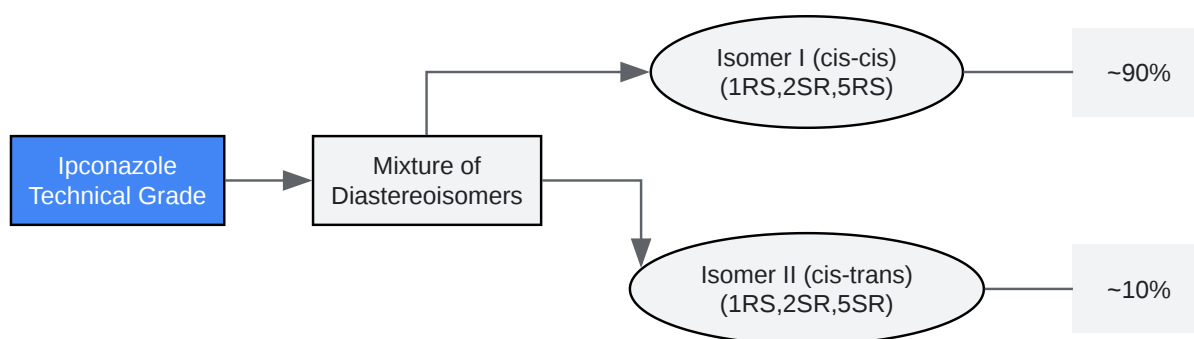 Ipconazole
Technical Grade
Mixture of
Diastereoisomers
Isomer I (cis-cis)
(1RS,2SR,5RS)
~90%
Isomer II (cis-trans)
(1RS,2SR,5SR)
~10%